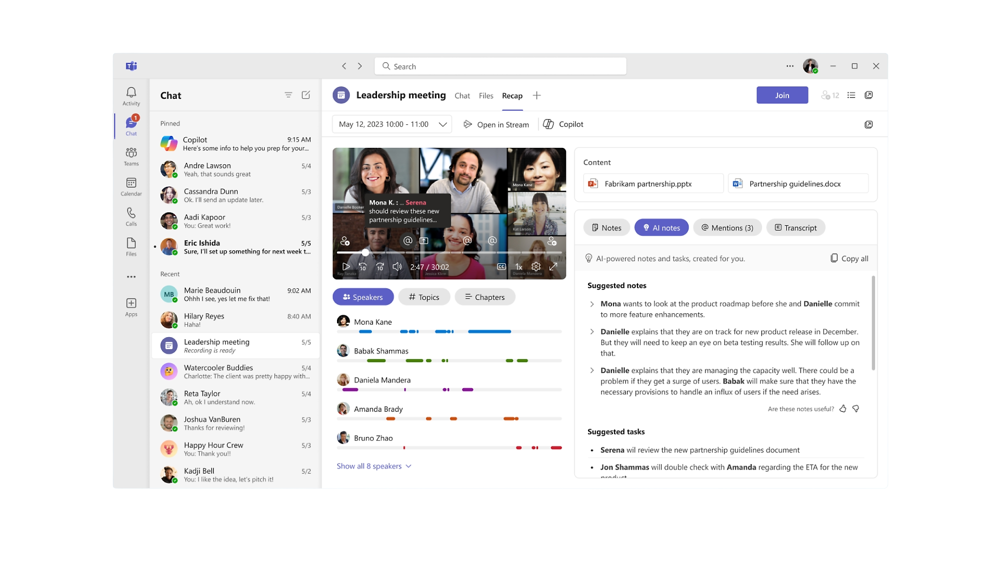 Search
Activity
1
Chat
Teams
Calendar
Calls
Files
Apps
Chat
Pinned
Copilot 9:15 AM
Here's some info to help you prep for your...
Andre Lawson 5/4
Yeah, that sounds great
Cassandra Dunn 5/3
Ok. I'll send an update later.
Aadi Kapoor 5/3
You: Great work!
Eric Ishida 5/5
Sure, I'll set up something for next week t...
Recent
MB
Marie Beaudouin 9:02 AM
Ohhh I see, yes let me fix that!
Hilary Reyes 8:40 AM
Haha!
Leadership meeting 5/5
Recording is ready
Watercooler Buddies 5/4
Charlotte: The client was pretty happy with...
Reta Taylor 5/4
Ah, ok I understand now.
Joshua VanBuren 5/3
Thanks for reviewing!
Happy Hour Crew 5/3
You: Thank you!!
Kadji Bell 5/2
You: I like the idea, let's pitch it!
Leadership meeting Chat Files Recap
Join 12
May 12, 2023 10:00 - 11:00 Open in Stream Copilot
Mona Kane
Danielle Booker
Mona K. : ... Serena
should review these new
partnership guidelines...
Kat Larson
10 10 2:47 / 30:02 CC 1x
Ray Tanaka Jessica Kline Daniela Mandera
Speakers # Topics Chapters
Mona Kane
Babak Shammas
Daniela Mandera
Amanda Brady
Bruno Zhao
Show all 8 speakers
Content
Fabrikam partnership.pptx Partnership guidelines.docx
Notes AI notes @ Mentions (3) Transcript
AI-powered notes and tasks, created for you. Copy all
Suggested notes
Mona wants to look at the product roadmap before she and Danielle commit
to more feature enhancements.
Danielle explains that they are on track for new product release in December.
But they will need to keep an eye on beta testing results. She will follow up on
that.
Danielle explains that they are managing the capacity well. There could be a
problem if they get a surge of users. Babak will make sure that they have the
necessary provisions to handle an influx of users if the need arises.
Are these notes useful?
Suggested tasks
• Serena wil review the new partnership guidelines document
• Jon Shammas will double check with Amanda regarding the ETA for the new
product